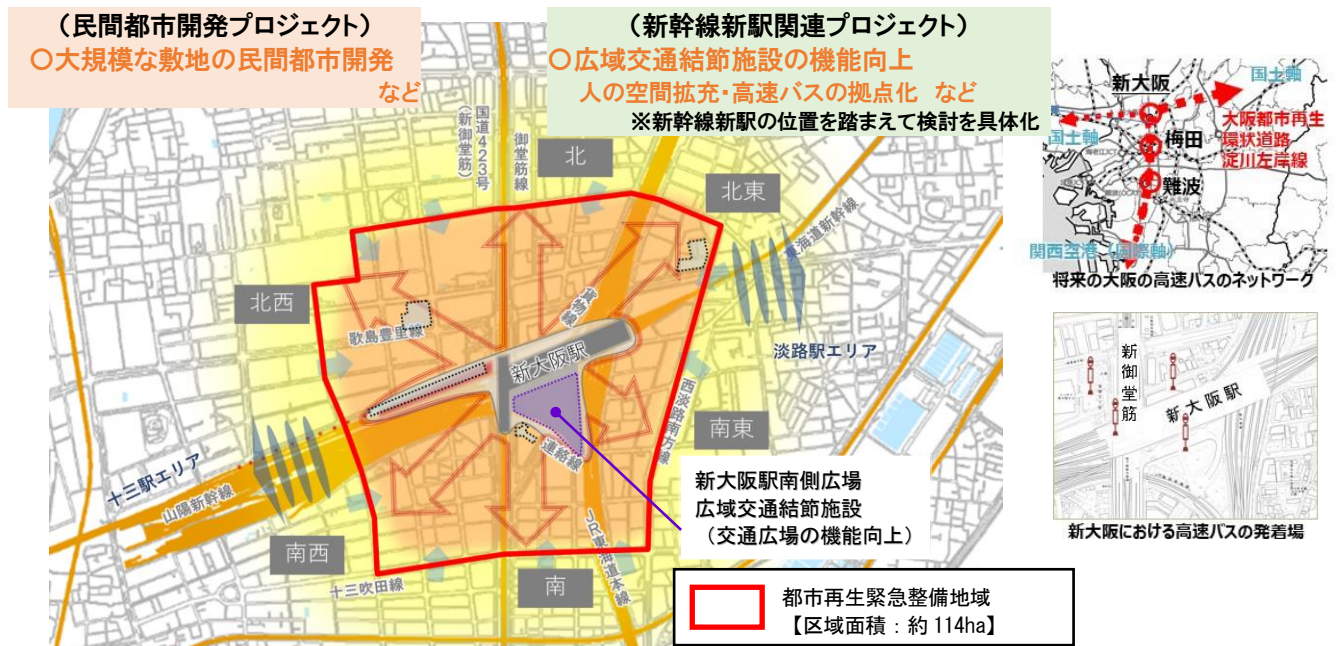 （民間都市開発プロジェクト）
〇大規模な敷地の民間都市開発
など
（新幹線新駅関連プロジェクト）
〇広域交通結節施設の機能向上
人の空間拡充・高速バスの拠点化 など
※新幹線新駅の位置を踏まえて検討を具体化
国道423号
（新御堂筋）
御堂筋線
北
北東
東海道新幹線
北西
歌島豊里線
貨物線
新大阪駅
淡路駅エリア
西淡路南方線
南東
連絡線
十三駅エリア
山陽新幹線
南西
十三吹田線
南
JR東海道本線
新大阪駅南側広場
広域交通結節施設
（交通広場の機能向上）
都市再生緊急整備地域
【区域面積：約114ha】
新大阪
国土軸
国土軸
大阪都市再生
環状道路
淀川左岸線
梅田
難波
関西空港（国際軸）
将来の大阪の高速バスのネットワーク
新御堂筋
新大阪駅
新大阪における高速バスの発着場